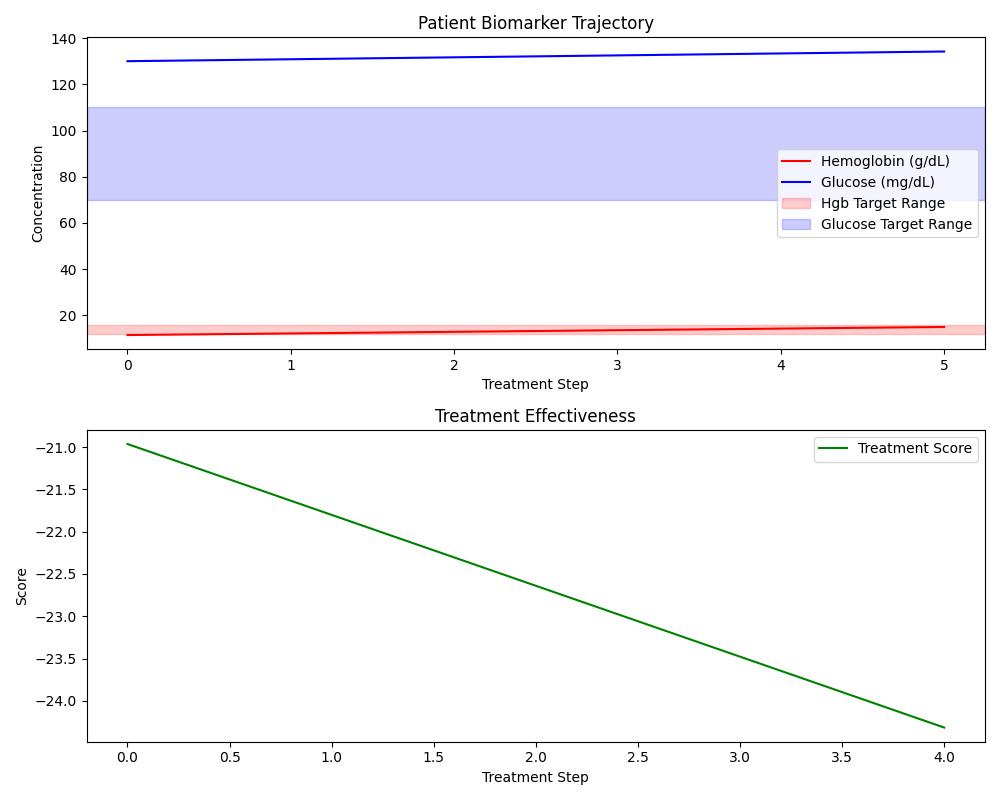 Patient Biomarker Trajectory
140
120
100
80
60
40
20
Concentration
Hemoglobin (g/dL)
Glucose (mg/dL)
Hgb Target Range
Glucose Target Range
0 1 2 3 4 5
Treatment Step
Treatment Effectiveness
−21.0
−21.5
−22.0
−22.5
−23.0
−23.5
−24.0
Score
Treatment Score
0.0 0.5 1.0 1.5 2.0 2.5 3.0 3.5 4.0
Treatment Step